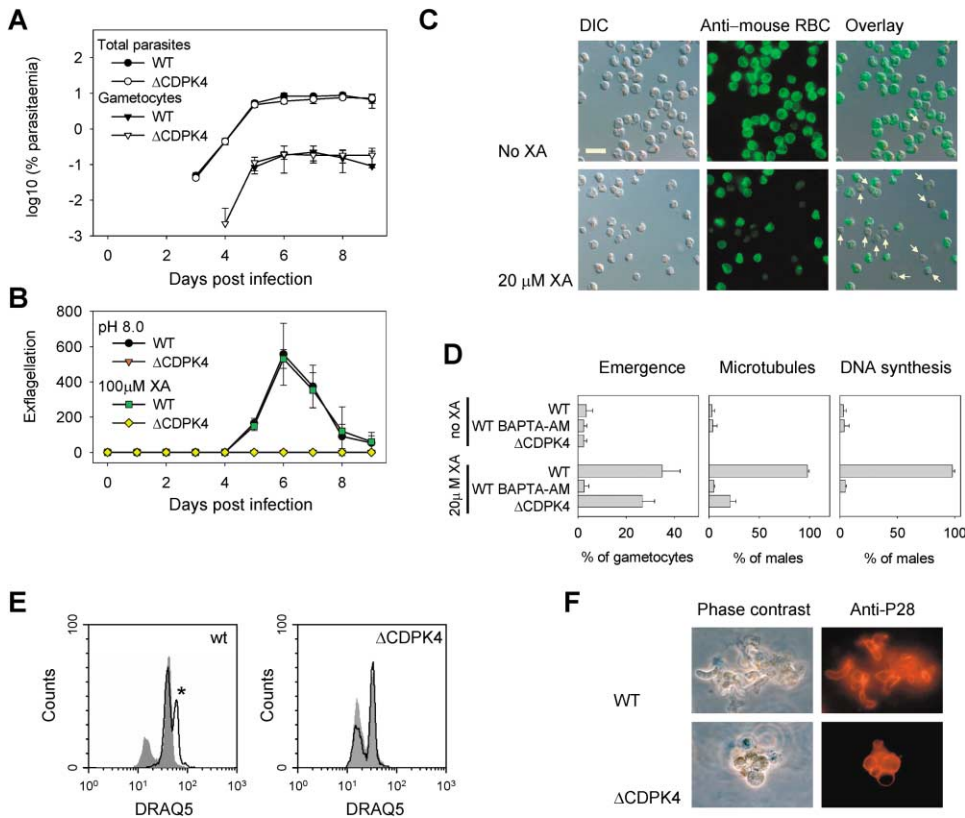 A
Total parasites
WT
ΔCDPK4
Gametocytes
WT
ΔCDPK4
log10 (% parasitaemia)
2
1
0
-1
-2
-3
0 2 4 6 8
Days post infection
B
pH 8.0
WT
ΔCDPK4
100μM XA
WT
ΔCDPK4
Exflagellation
800
600
400
200
0
0 2 4 6 8
Days post infection
C
DIC Anti–mouse RBC Overlay
No XA
20 μM XA
D
Emergence Microtubules DNA synthesis
no XA
WT
WT BAPTA-AM
ΔCDPK4
20μM XA
WT
WT BAPTA-AM
ΔCDPK4
0 20 40 0 50 100 0 50 100
% of gametocytes % of males % of males
E
wt
*
100
0
Counts
10⁰ 10¹ 10² 10³
DRAQ5
ΔCDPK4
100
0
Counts
10⁰ 10¹ 10² 10³
DRAQ5
F
Phase contrast Anti-P28
WT
ΔCDPK4